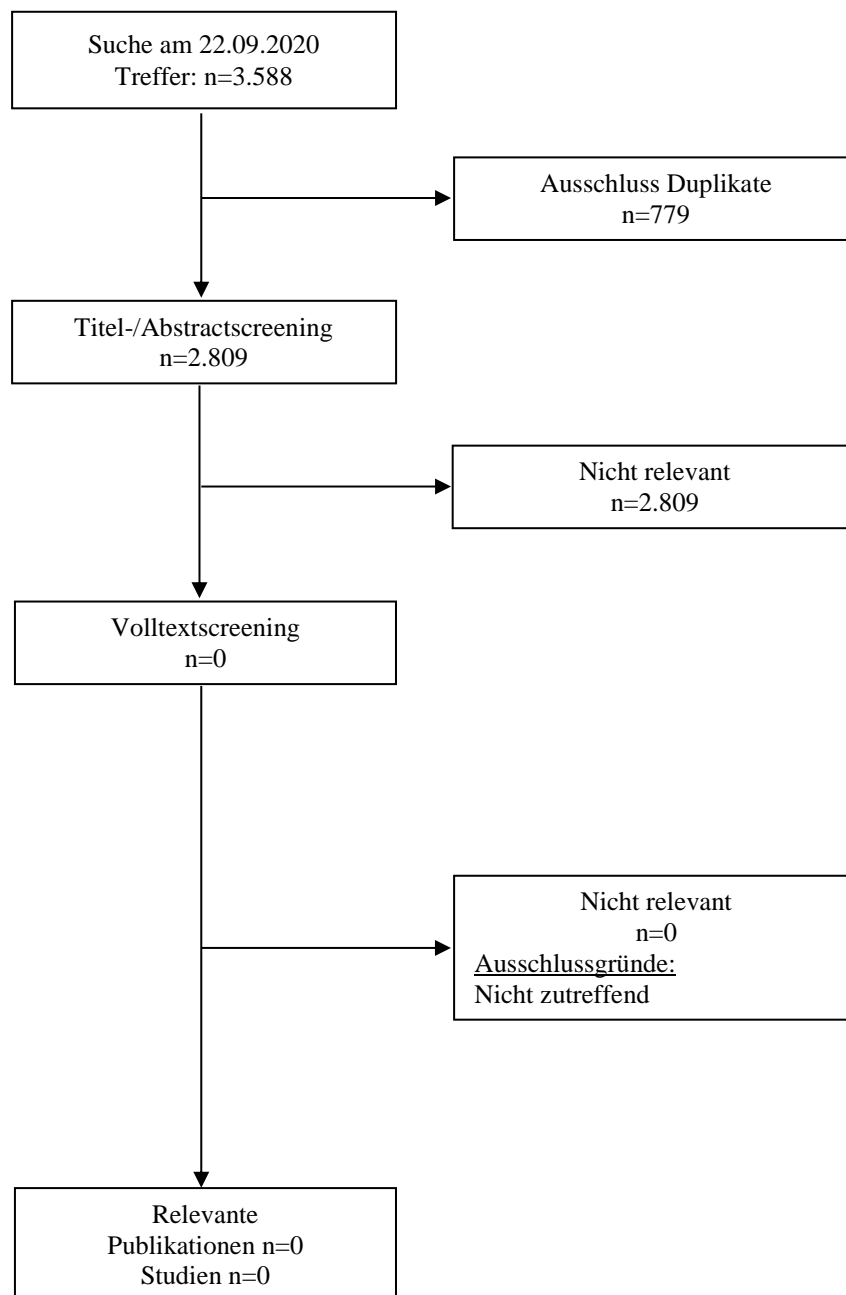 Suche am 22.09.2020
Treffer: n=3.588
Ausschluss Duplikate
n=779
Titel-/Abstractscreening
n=2.809
Nicht relevant
n=2.809
Volltextscreening
n=0
Nicht relevant
n=0
Ausschlussgründe:
Nicht zutreffend
Relevante
Publikationen n=0
Studien n=0